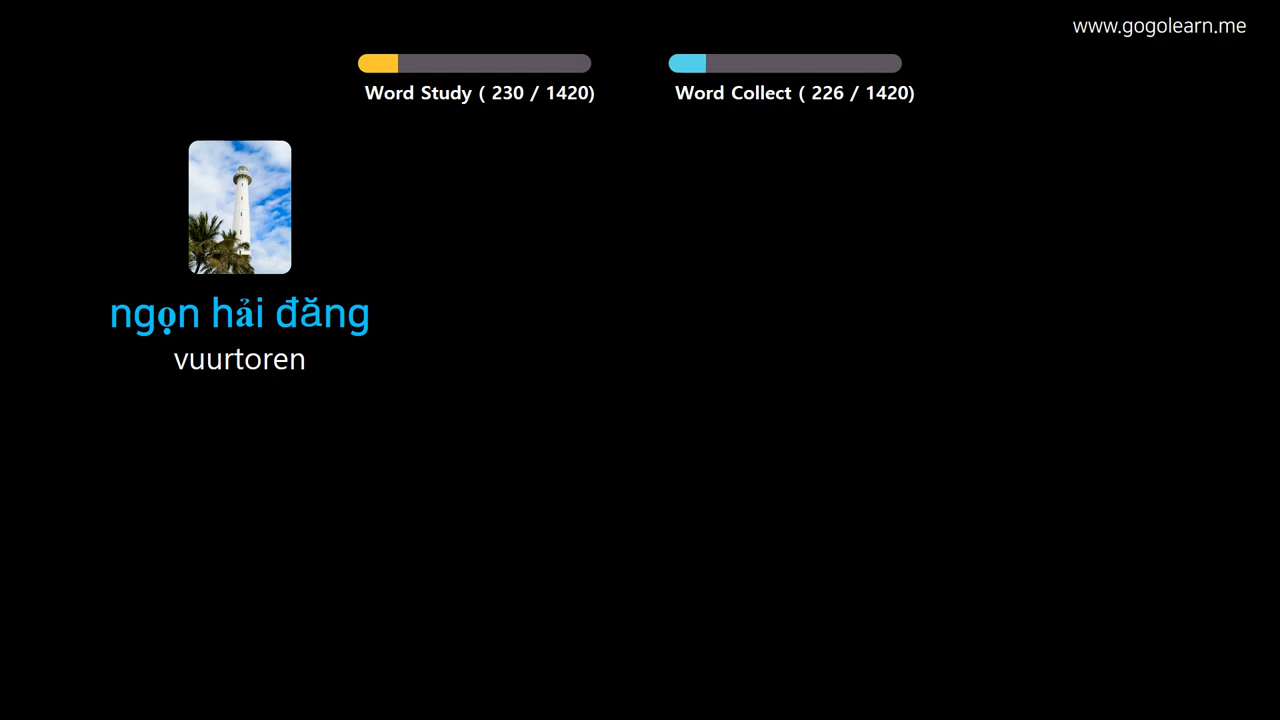 www.gogolearn.me
Word Study ( 230 / 1420)
Word Collect ( 226 / 1420)
ngọn hải đăng
vuurtoren